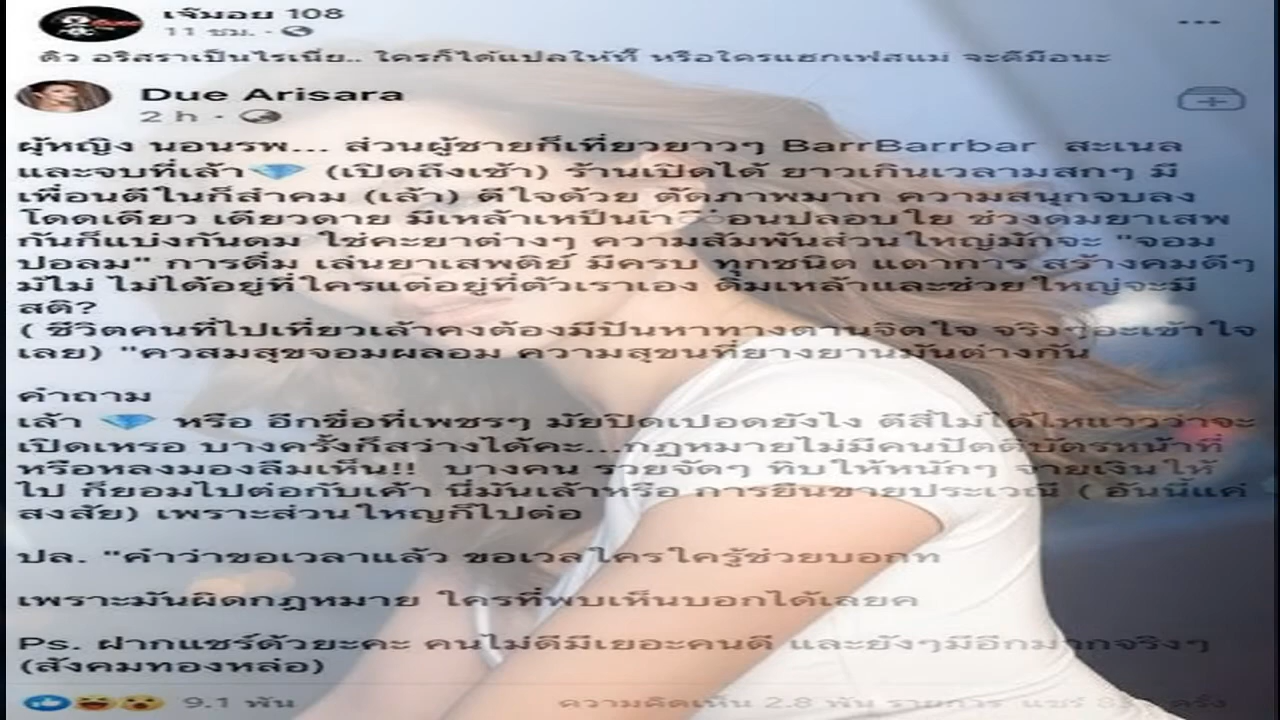 เจ๊มอย 108
11 ชม. ·
ดิว อริสราเป็นไรเนี่ย.. ใครก็ได้แปลให้ที หรือใครแฮกเฟสแม่ จะดีมือนะ
Due Arisara
2 h ·
ผุ้หญิง นอนรพ... ส่วนผู้ชายก็เที่ยวยาวๆ BarrBarrbar สะเนล
และจบที่เล้า💎 (เปิดถึงเช้า) ร้านเปิดได้ ยาวเกินเวลามสกๆ มี
เพื่อนดีในก็สำคม (เล้า) ดีใจด้วย ตัดภาพมาก ความสนุกจบลง
โดดเดียว เดียวดาย มีเหล้าเหป็นเ อนปลอบใย ช่วงดมยาเสพ
กันก็แบ่งกันดม ใช่คะยาต่างๆ ความสัมพันส่วนใหญ่มักจะ "จอม
ปอลม" การดื่ม เล่นยาเสพติย์ มีครบ ทุกชนิด แตาการ สร้างคมดีๆ
มัไม่ ไม่ได้อยู่ที่ใครแต่อยู่ที่ตัวเราเอง ดื่มเหล้าและช่วยใหญ่จะมี
สติ?
( ชีวิตคนที่ไปเที่ยวเล้าคงต้องมีปันหาทางด่านจิตใจ จริงๆอะเข้าใจ
เลย) "ควสมสุขจอมผลอม ความสุขนที่ยางยานมันต่างกัน
คำถาม
เล้า 💎 หรือ อีกชื่อที่เพชรๆ มัยปิดเปอดยังไง ตีสี่ไม่ได้ไหแววว่าจะ
เปิดเหรอ บางครั้งก็สว่างได้คะ...กฎหมายไม่มีคนปัตติบัตรหน้าที่
หรือหลงมองลืมเห็น!! บางคน รวยจัดๆ ทิบให้หนักๆ จ่ายเงินให้
ไป ก็ยอมไปต่อกับเค้า นี่มันเล้าหรือ การยืนขายประเวณี ( อันนี้แค่
สงสัย) เพราะส่วนใหญ่ก็ไปต่อ
ปล. "คำว่าขอเวลาแล้ว ขอเวลใครใครรู้ช่วยบอกท
เพราะมันผิดกฎหมาย ใครที่พบเห็นบอกได้เลยค
Ps. ฝากแชร์ด้วยะคะ คนไม่ดีมีเยอะคนดี และยังๆมีอีกมากจริงๆ
(สังคมทองหล่อ)
9.1 พัน ความคิดเห็น 2.8 พัน รายการ แชร์ ครั้ง